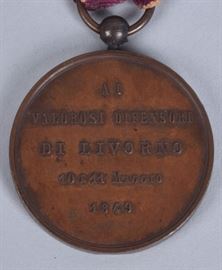 AI
VALOROSI DIFENSORI
DI LIVORNO
10 E 11 Maggio
1849